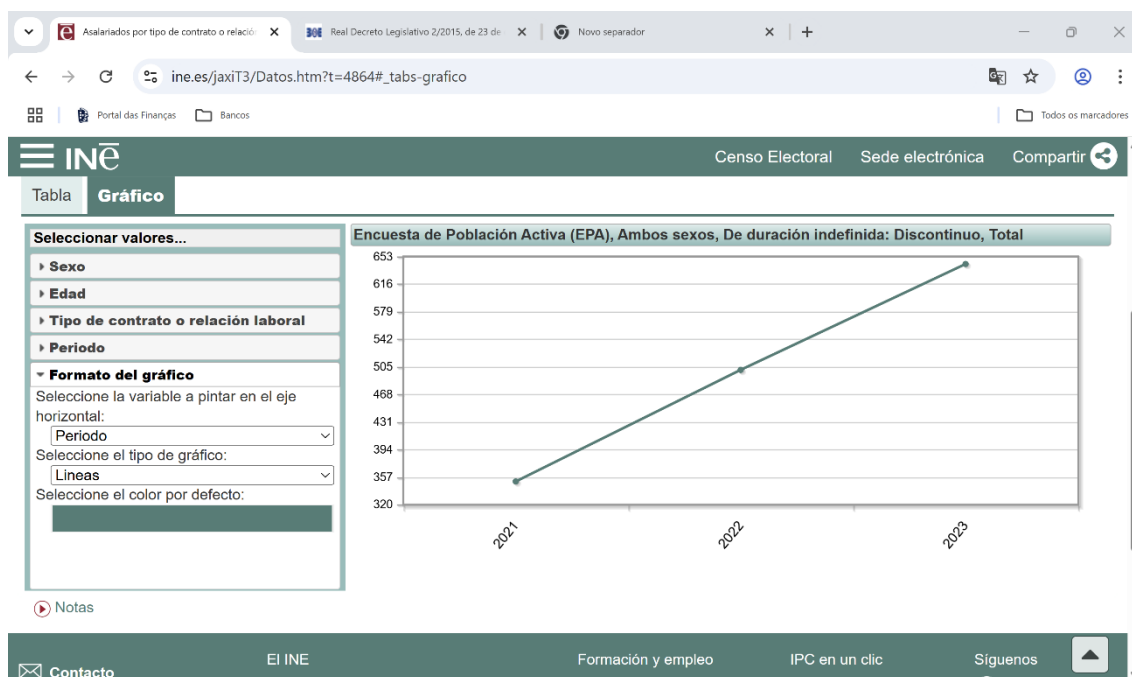 Asalariados por tipo de contrato o relació
Real Decreto Legislativo 2/2015, de 23 de
Novo separador
ine.es/jaxiT3/Datos.htm?t=4864#_tabs-grafico
Portal das Finanças
Bancos
Todos os marcadores
INē
Censo Electoral
Sede electrónica
Compartir
Tabla
Gráfico
Seleccionar valores...
Sexo
Edad
Tipo de contrato o relación laboral
Periodo
Formato del gráfico
Seleccione la variable a pintar en el eje
horizontal:
Periodo
Seleccione el tipo de gráfico:
Lineas
Seleccione el color por defecto:
Encuesta de Población Activa (EPA), Ambos sexos, De duración indefinida: Discontinuo, Total
653
616
579
542
505
468
431
394
357
320
2021
2022
2023
Notas
Contacto
El INE
Formación y empleo
IPC en un clic
Síguenos